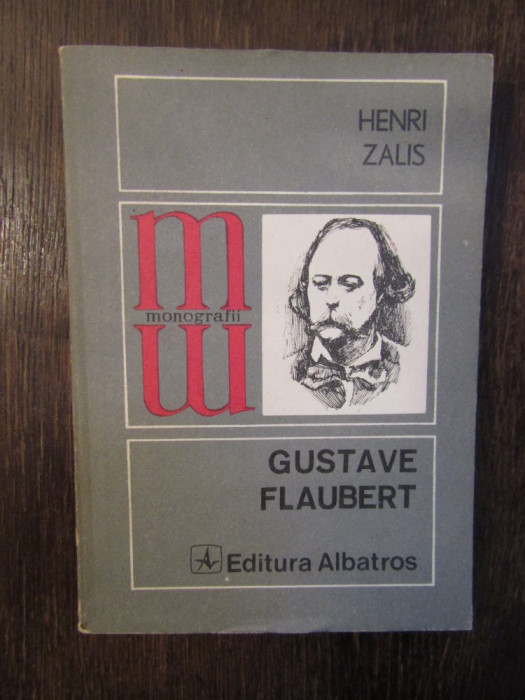 HENRI
ZALIS
m
monografii
m
GUSTAVE
FLAUBERT
Editura Albatros